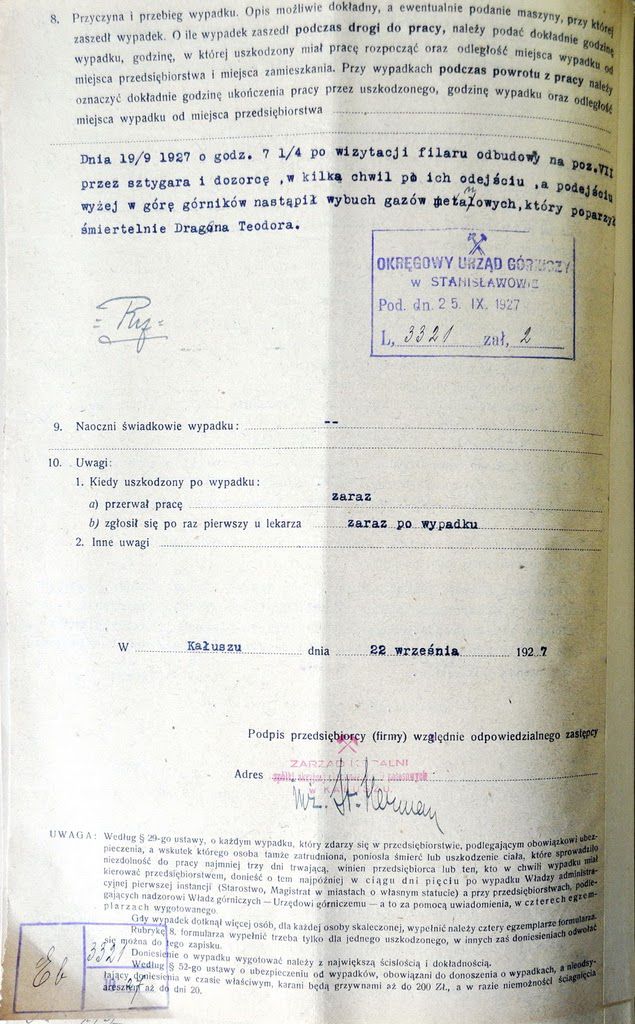 8. Przyczyna i przebieg wypadku. Opis możliwie dokładny, a ewentualnie podanie maszyny, przy której
zaszedł wypadek. O ile wypadek zaszedł podczas drogi do pracy, należy podać dokładnie godzinę
wypadku, godzinę, w której uszkodzony miał pracę rozpocząć oraz odległość miejsca wypadku od
miejsca przedsiębiorstwa i miejsca zamieszkania. Przy wypadkach podczas powrotu z pracy należy
oznaczyć dokładnie godzinę ukończenia pracy przez uszkodzonego, godzinę wypadku oraz odległość
miejsca wypadku od miejsca przedsiębiorstwa
Dnia 19/9 1927 o godz. 7 1/4 po wizytacji filaru odbudowy na poz.VII
przez sztygara i dozorcę ,w kilka chwil po ich odejściu ,a podejściu
wyżej w górę górników nastąpił wybuch gazów metanowych,który poparzył
śmiertelnie Dragana Teodora.
OKRĘGOWY URZĄD GÓRNICZY
w STANISŁAWOWIE
Pod. dn. 25. IX. 1927
L, 3321 zał, 2
9. Naoczni świadkowie wypadku: --
10. Uwagi:
1. Kiedy uszkodzony po wypadku:
a) przerwał pracę zaraz
b) zgłosił się po raz pierwszy u lekarza zaraz po wypadku
2. Inne uwagi
W Kałuszu dnia 22 września 1927
Podpis przedsiębiorcy (firmy) względnie odpowiedzialnego zastępcy
ZARZĄD KOPALNI
Adres
w KAŁUSZU
inż. St.
UWAGA: Według § 29-go ustawy, o każdym wypadku, który zdarzy się w przedsiębiorstwie, podlegającym obowiązkowi ubez-
pieczenia, a wskutek którego osoba tamże zatrudniona, poniosła śmierć lub uszkodzenie ciała, które sprowadziło
niezdolność do pracy najmniej trzy dni trwającą, winien przedsiębiorca lub ten, kto w chwili wypadku miał
kierować przedsiębiorstwem, donieść o tem najpóźniej w ciągu dni pięciu po wypadku Władzy administra-
cyjnej pierwszej instancji (Starostwo, Magistrat w miastach o własnym statucie) a przy przedsiębiorstwach, podle-
gających nadzorowi Władz górniczych – Urzędowi górniczemu – a to za pomocą uwiadomienia, w czterech egzem-
plarzach wygotowanego.
Gdy wypadek dotknął więcej osób, dla każdej osoby skaleczonej, wypełnić należy cztery egzemplarze formularza.
Rubrykę 8. formularza wypełnić trzeba tylko dla jednego uszkodzonego, w innych zaś doniesieniach odwołać
się można do tego zapisku.
Doniesienie o wypadku wygotować należy z największą ścisłością i dokładnością.
Według § 52-go ustawy o ubezpieczeniu od wypadków, obowiązani do donoszenia o wypadkach, a nieodsy-
łający doniesienia w czasie właściwym, karani będą grzywnami aż do 200 Zł., a w razie niemożności ściągnięcia
aresztem aż do dni 20.
Eb
3321
27